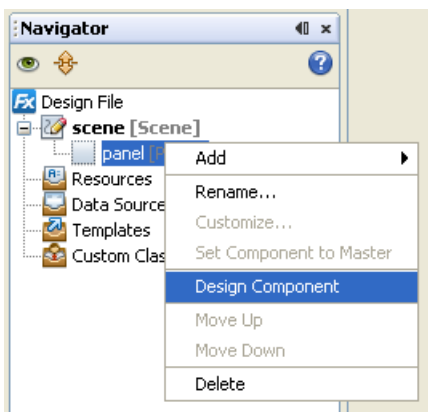 Navigator
Fx Design File
scene [Scene]
panel [P
Resources
Data Source
Templates
Custom Clas
Add
Rename...
Customize...
Set Component to Master
Design Component
Move Up
Move Down
Delete